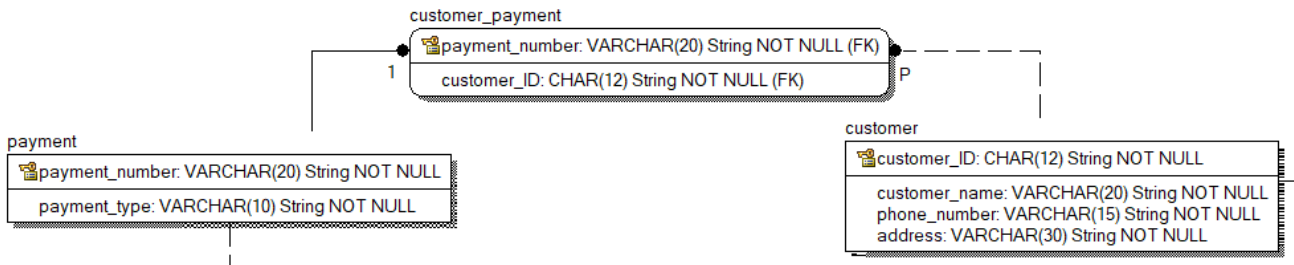 customer_payment
payment_number: VARCHAR(20) String NOT NULL (FK)
customer_ID: CHAR(12) String NOT NULL (FK)
1
P
payment
payment_number: VARCHAR(20) String NOT NULL
payment_type: VARCHAR(10) String NOT NULL
customer
customer_ID: CHAR(12) String NOT NULL
customer_name: VARCHAR(20) String NOT NULL
phone_number: VARCHAR(15) String NOT NULL
address: VARCHAR(30) String NOT NULL